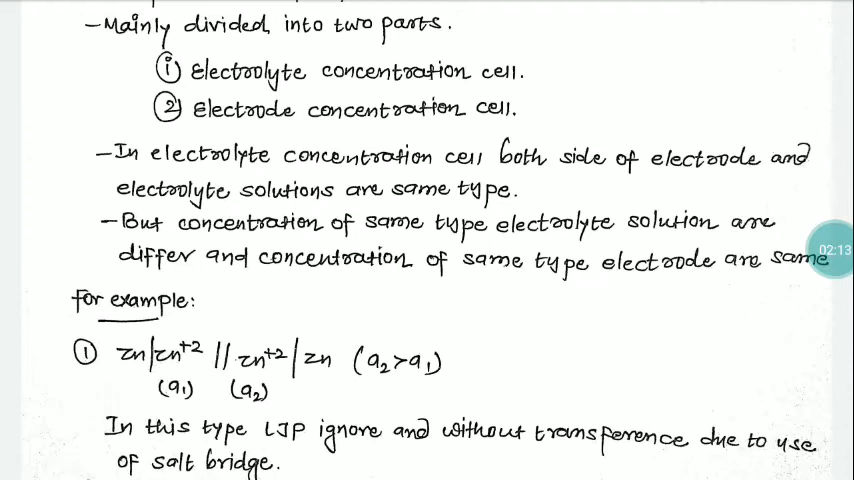 -Mainly divided into two parts.
① Electrolyte concentration cell.
② Electrode concentration cell.
-In electrolyte concentration cell both side of electrode and
electrolyte solutions are same type.
-But concentration of same type electrolyte solution are
differ and concentration of same type electrode are same
02:13
for example:
① zn/zn+2 // zn+2/zn (a2>a1)
(a1) (a2)
In this type LJP ignore and without transference due to use
of salt bridge.